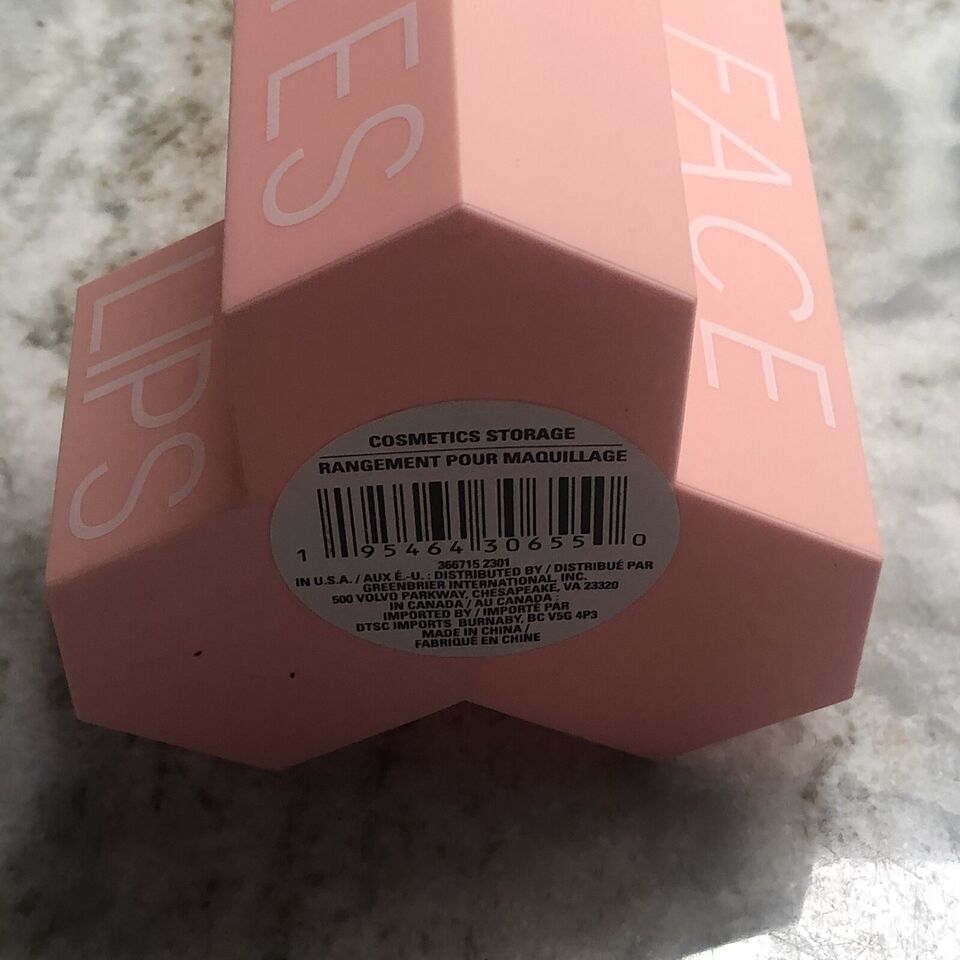 ES
FACE
LIPS
COSMETICS STORAGE
RANGEMENT POUR MAQUILLAGE
1 95464 30655 0
366715 2301
IN U.S.A. / AUX É.-U. : DISTRIBUTED BY / DISTRIBUÉ PAR
GREENBRIER INTERNATIONAL, INC.
500 VOLVO PARKWAY, CHESAPEAKE, VA 23320
IN CANADA / AU CANADA :
IMPORTED BY / IMPORTÉ PAR
DTSC IMPORTS BURNABY, BC V5G 4P3
MADE IN CHINA /
FABRIQUÉ EN CHINE